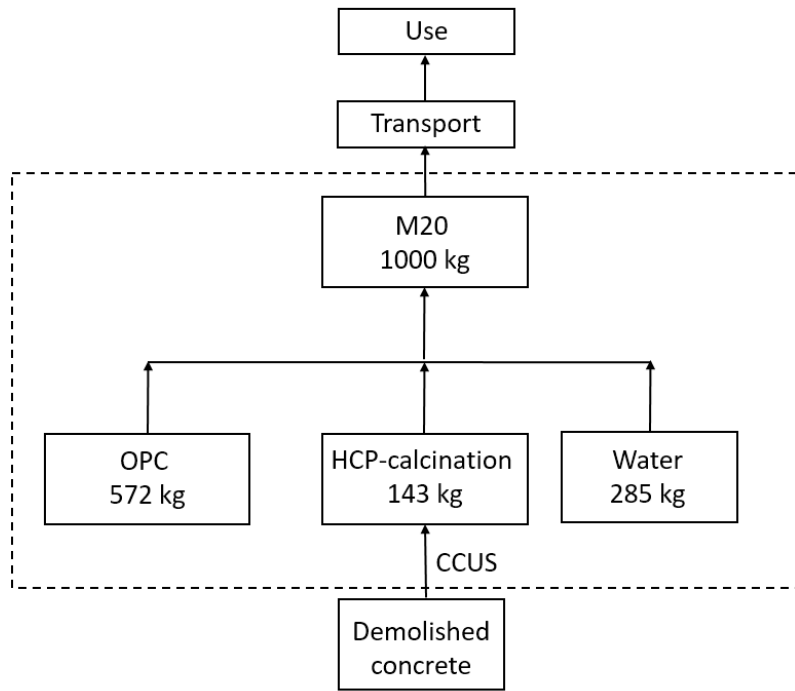 Use
Transport
M20
1000 kg
OPC
572 kg
HCP-calcination
143 kg
Water
285 kg
CCUS
Demolished
concrete